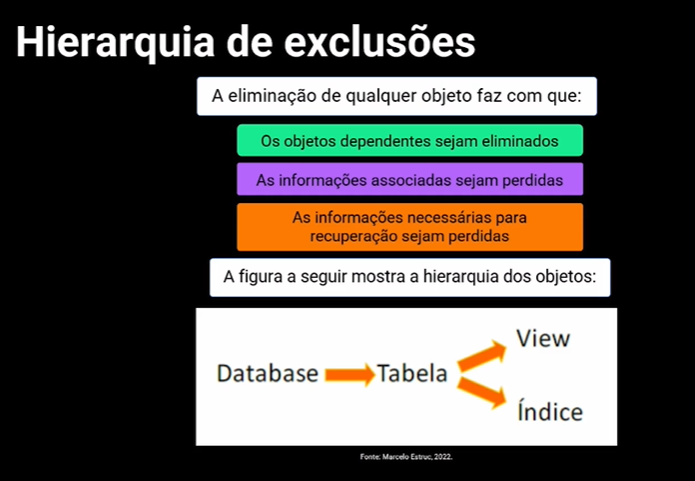 Hierarquia de exclusões
A eliminação de qualquer objeto faz com que:
Os objetos dependentes sejam eliminados
As informações associadas sejam perdidas
As informações necessárias para
recuperação sejam perdidas
A figura a seguir mostra a hierarquia dos objetos:
View
Database
Tabela
Índice
Fonte: Marcelo Estruc, 2022.